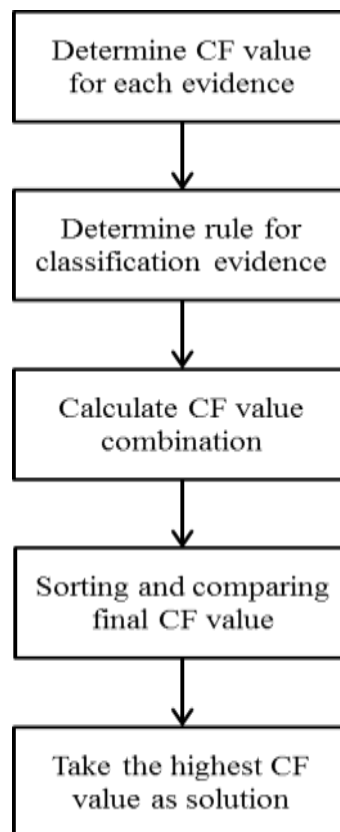 Determine CF value
for each evidence
Determine rule for
classification evidence
Calculate CF value
combination
Sorting and comparing
final CF value
Take the highest CF
value as solution